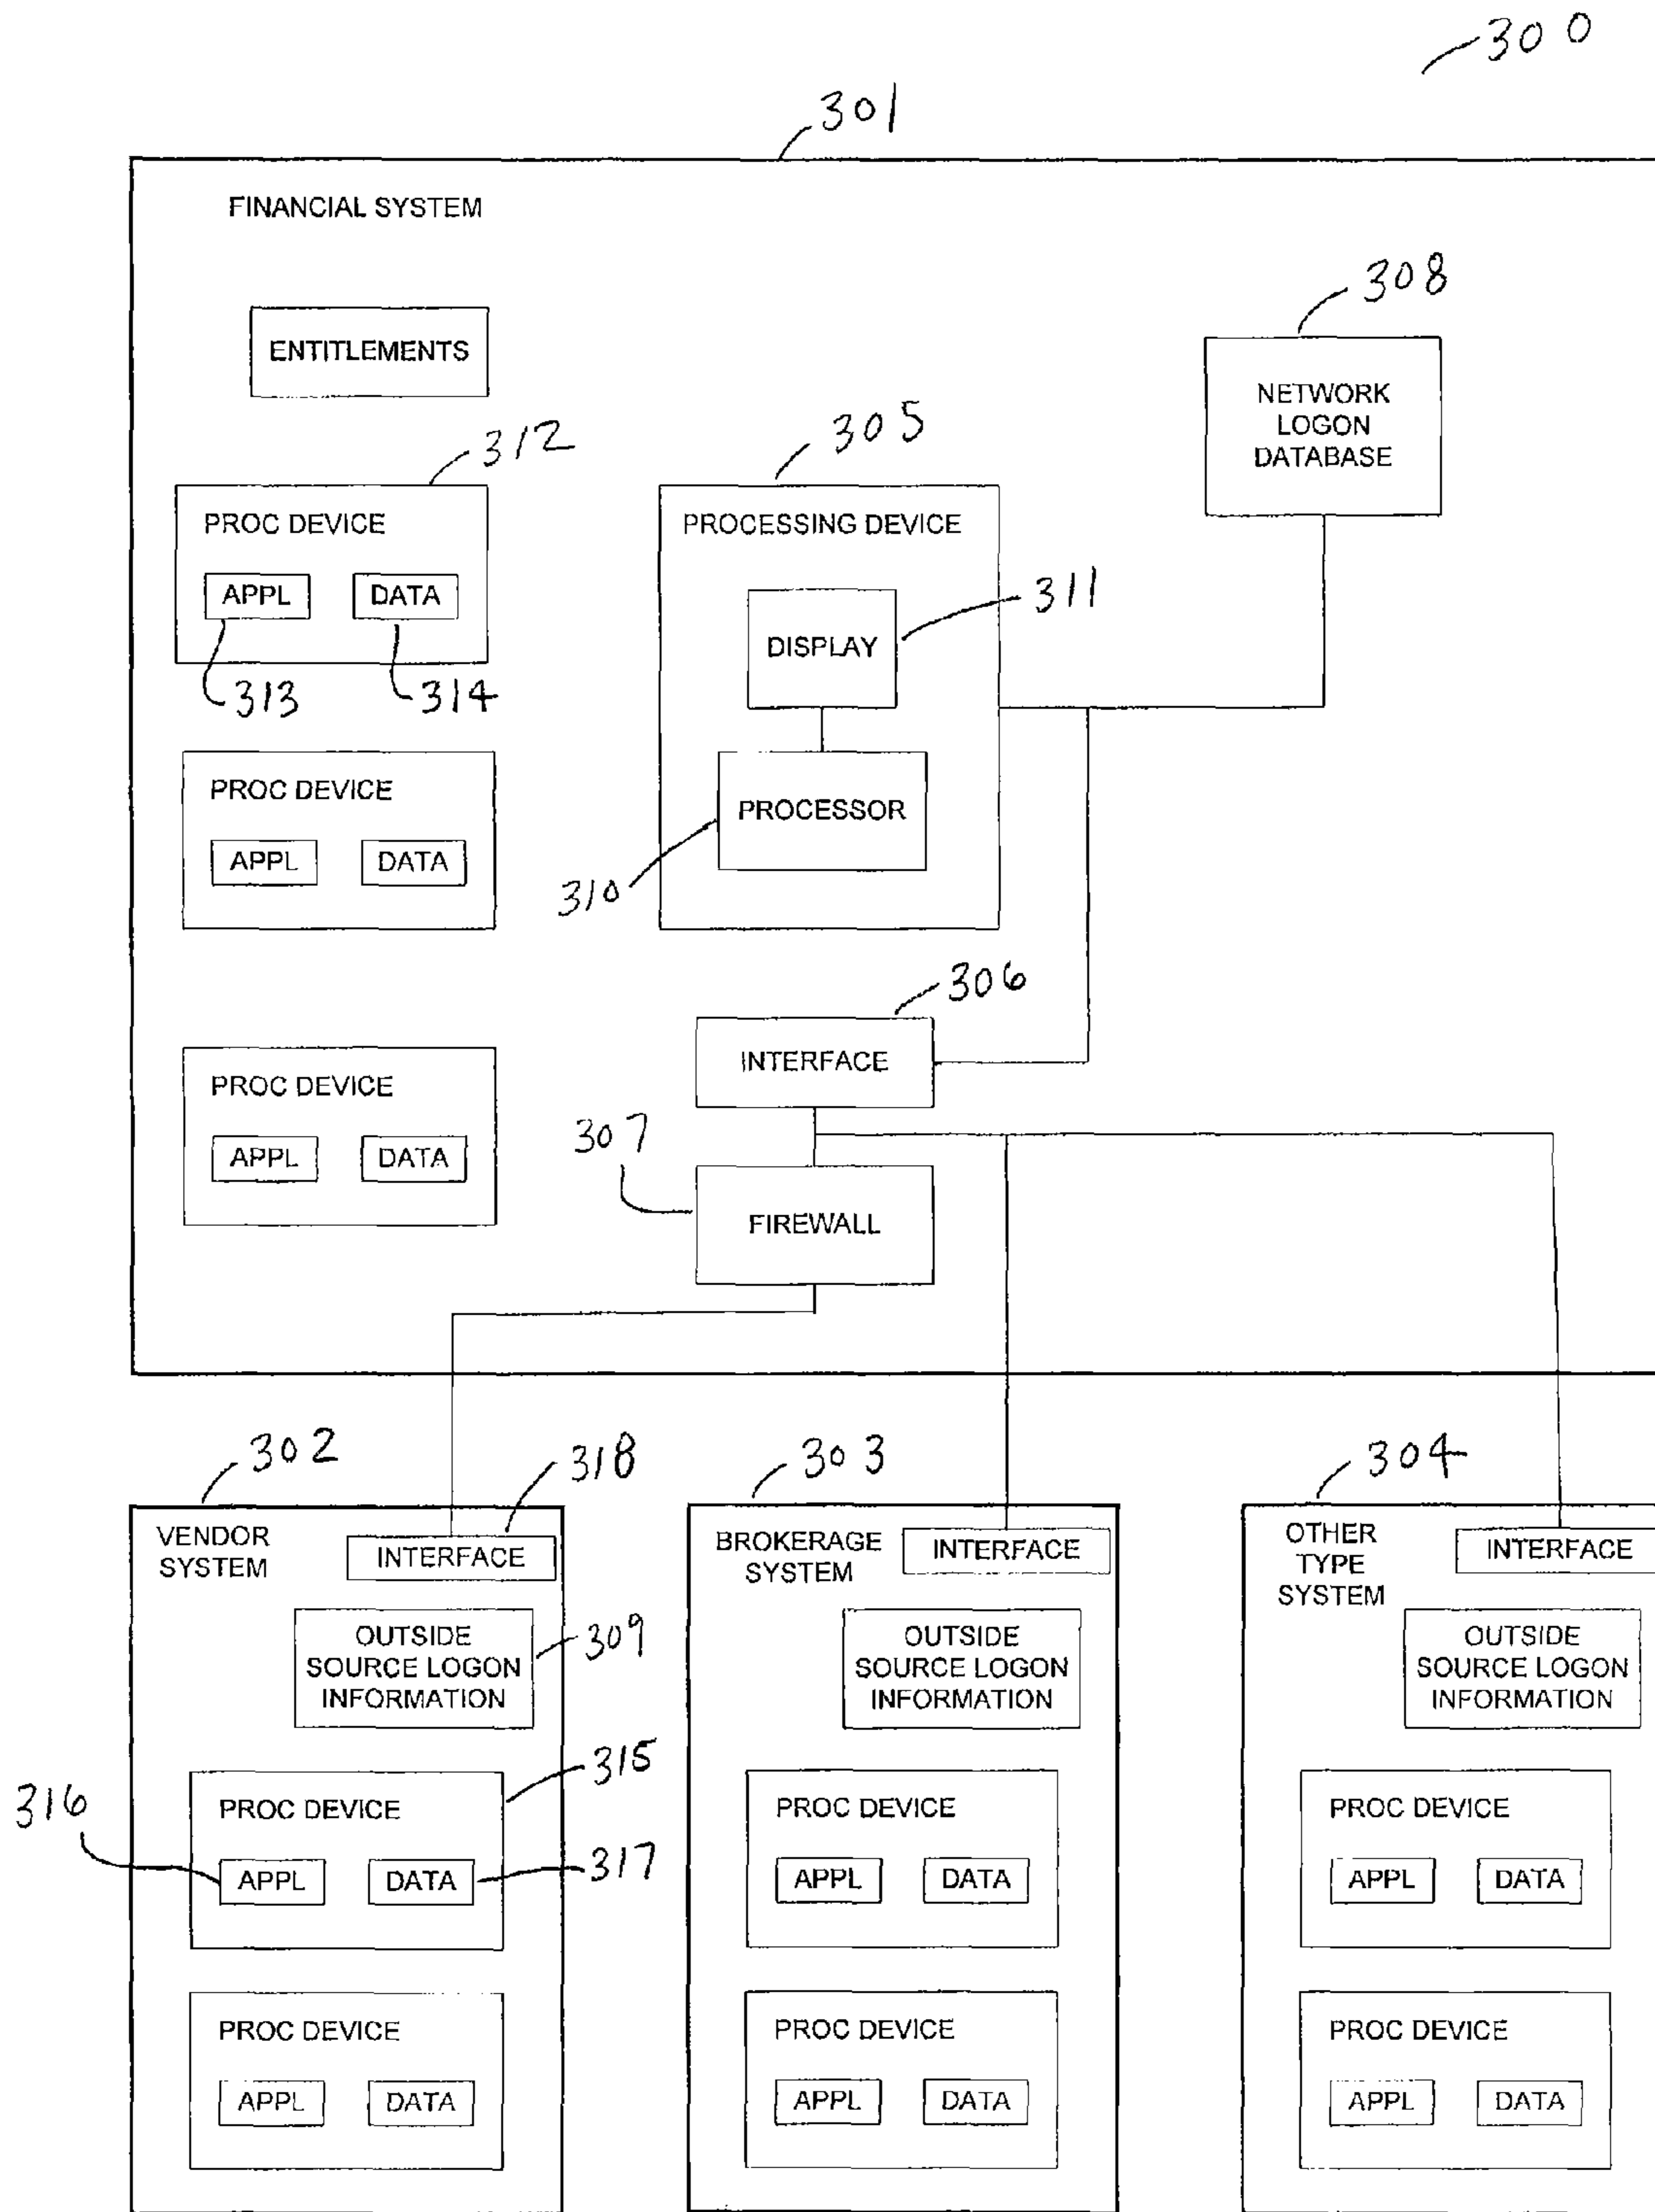 300
301
FINANCIAL SYSTEM
308
ENTITLEMENTS
NETWORK
LOGON
DATABASE
312
305
PROC DEVICE
APPL
DATA
313
314
PROCESSING DEVICE
311
DISPLAY
PROCESSOR
310
PROC DEVICE
APPL
DATA
306
INTERFACE
PROC DEVICE
APPL
DATA
307
FIREWALL
302
318
VENDOR
SYSTEM
INTERFACE
OUTSIDE
SOURCE LOGON
INFORMATION
309
315
PROC DEVICE
316
APPL
DATA
317
PROC DEVICE
APPL
DATA
303
BROKERAGE
SYSTEM
INTERFACE
OUTSIDE
SOURCE LOGON
INFORMATION
PROC DEVICE
APPL
DATA
PROC DEVICE
APPL
DATA
304
OTHER
TYPE
SYSTEM
INTERFACE
OUTSIDE
SOURCE LOGON
INFORMATION
PROC DEVICE
APPL
DATA
PROC DEVICE
APPL
DATA